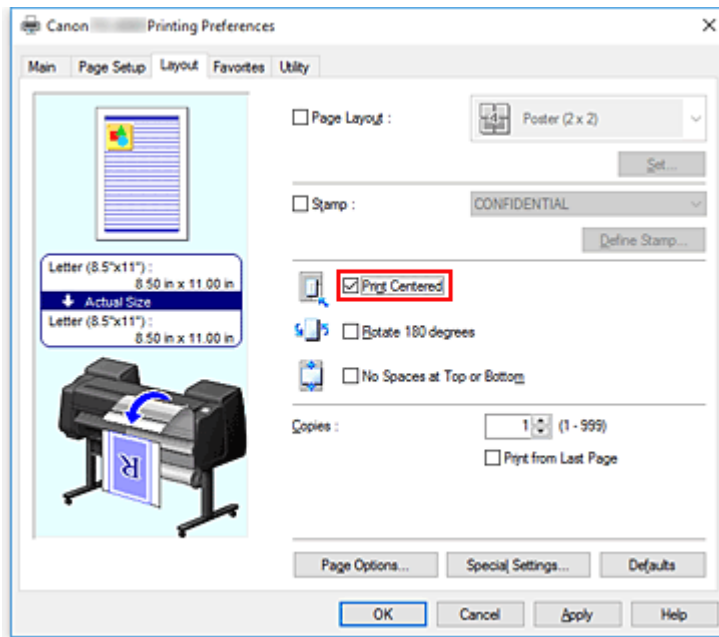 Canon Printing Preferences
Main Page Setup Layout Favorites Utility
Page Layout :
4
Poster (2 x 2)
Set...
Stamp :
CONFIDENTIAL
Define Stamp...
Letter (8.5"x11") :
8.50 in x 11.00 in
Actual Size
Letter (8.5"x11") :
8.50 in x 11.00 in
Print Centered
Rotate 180 degrees
No Spaces at Top or Bottom
R
Copies :
1 (1 - 999)
Print from Last Page
Page Options... Special Settings... Defaults
OK Cancel Apply Help